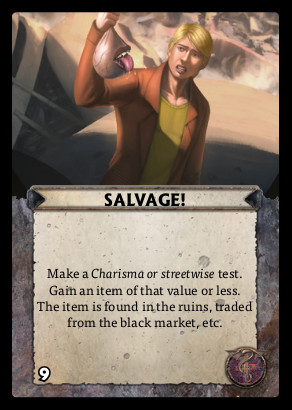 SALVAGE!
Make a Charisma or streetwise test.
Gain an item of that value or less.
The item is found in the ruins, traded
from the black market, etc.
9